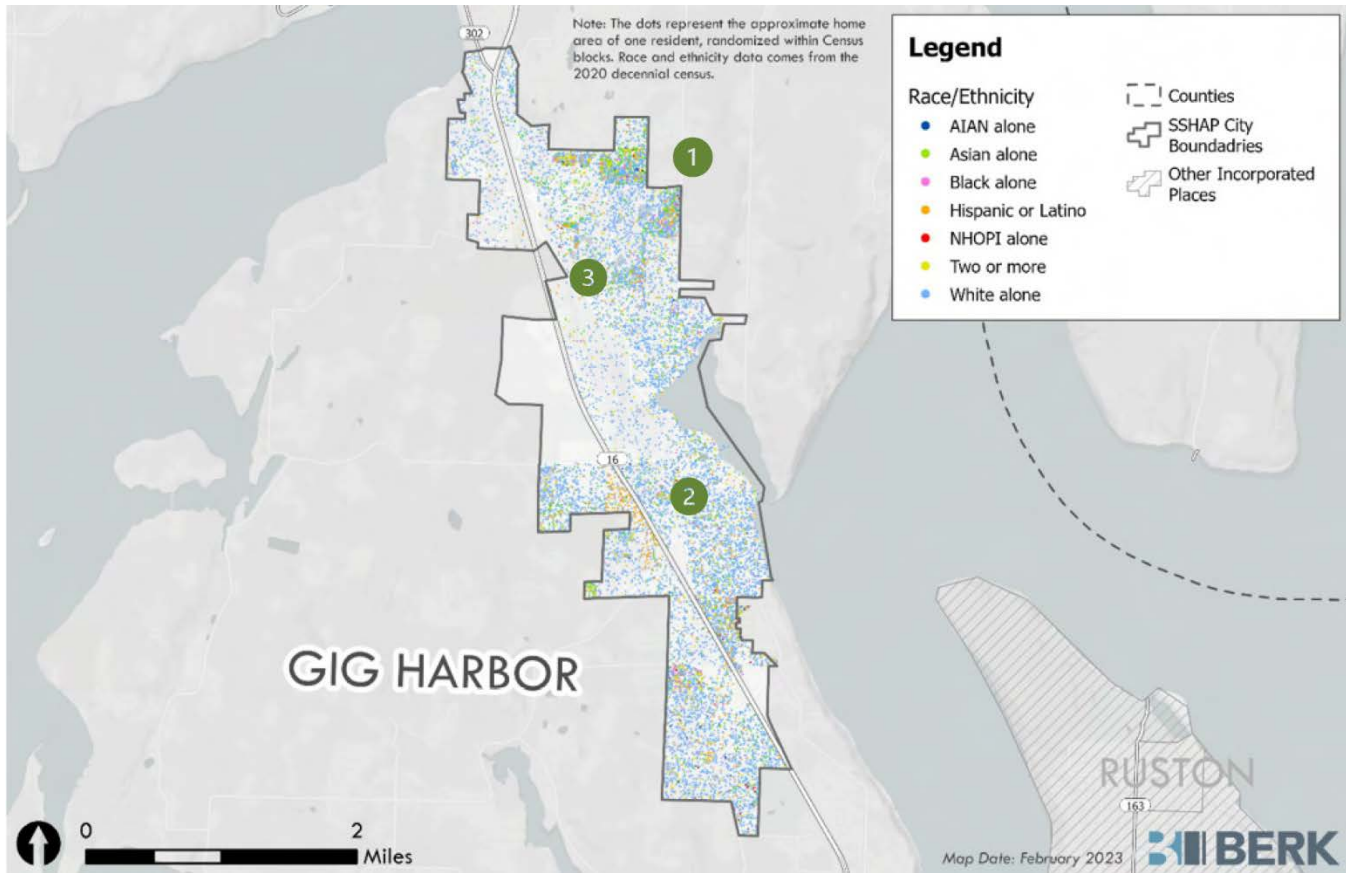 302
Note: The dots represent the approximate home
area of one resident, randomized within Census
blocks. Race and ethnicity data comes from the
2020 decennial census.
Legend
Race/Ethnicity
AIAN alone
Asian alone
Black alone
Hispanic or Latino
NHOPI alone
Two or more
White alone
Counties
SSHAP City
Boundadries
Other Incorporated
Places
1
3
16
2
GIG HARBOR
RUSTON
163
0 2
Miles
Map Date: February 2023
BERK